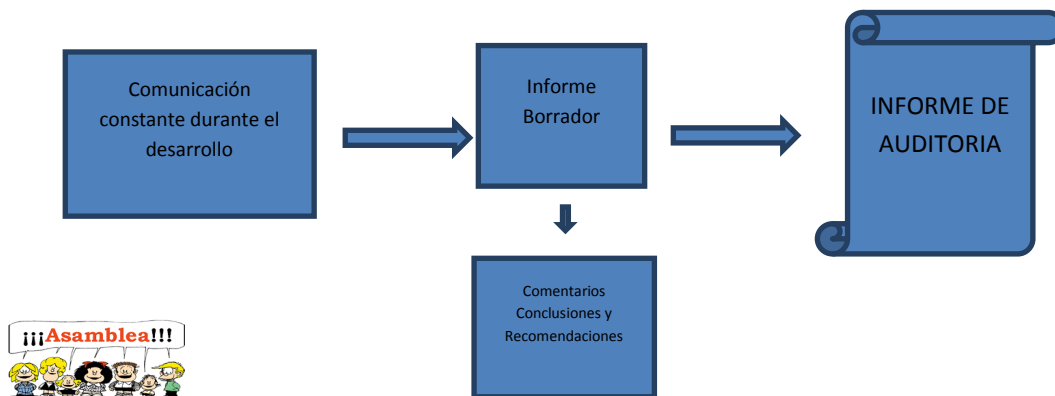 Comunicación
constante durante el
desarrollo
Informe
Borrador
INFORME DE
AUDITORIA
Comentarios
Conclusiones y
Recomendaciones
¡¡¡Asamblea!!!